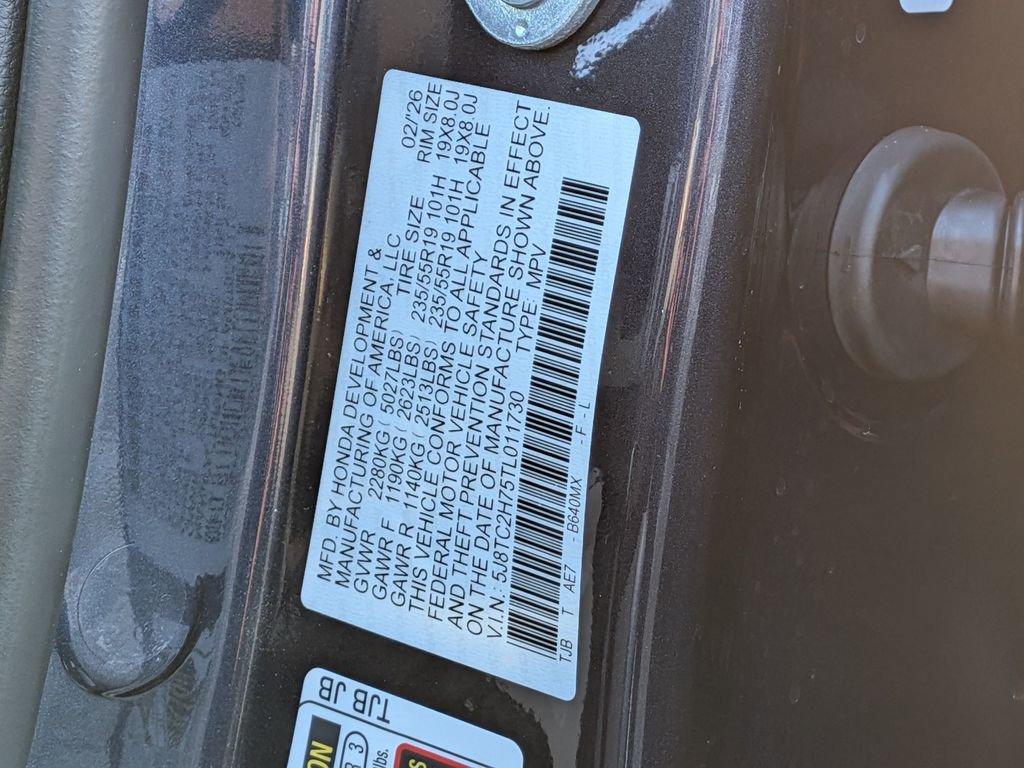 MFD. BY HONDA DEVELOPMENT & 02/'26
MANUFACTURING OF AMERICA, LLC
GVWR 2280KG ( 5027LBS) TIRE SIZE RIM SIZE
GAWR F 1190KG ( 2623LBS) 235/55R19 101H 19X8.0J
GAWR R 1140KG ( 2513LBS) 235/55R19 101H 19X8.0J
THIS VEHICLE CONFORMS TO ALL APPLICABLE
FEDERAL MOTOR VEHICLE SAFETY
AND THEFT PREVENTION STANDARDS IN EFFECT
ON THE DATE OF MANUFACTURE SHOWN ABOVE.
V.I.N.: 5J8TC2H75TL011730 TYPE: MPV
TJB T AE7 - B640MX - F - L
TJB
JB
ON
3
lbs.